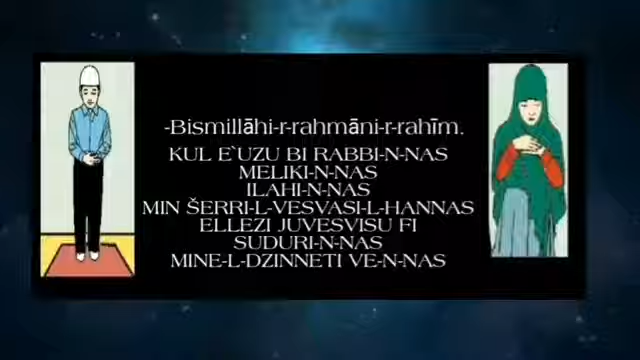 -Bismillāhi-r-rahmāni-r-rahīm.
KUL E`UZU BI RABBI-N-NAS
MELIKI-N-NAS
ILAHI-N-NAS
MIN ŠERRI-L-VESVASI-L-HANNAS
ELLEZI JUVESVISU FI
SUDURI-N-NAS
MINE-L-DZINNETI VE-N-NAS